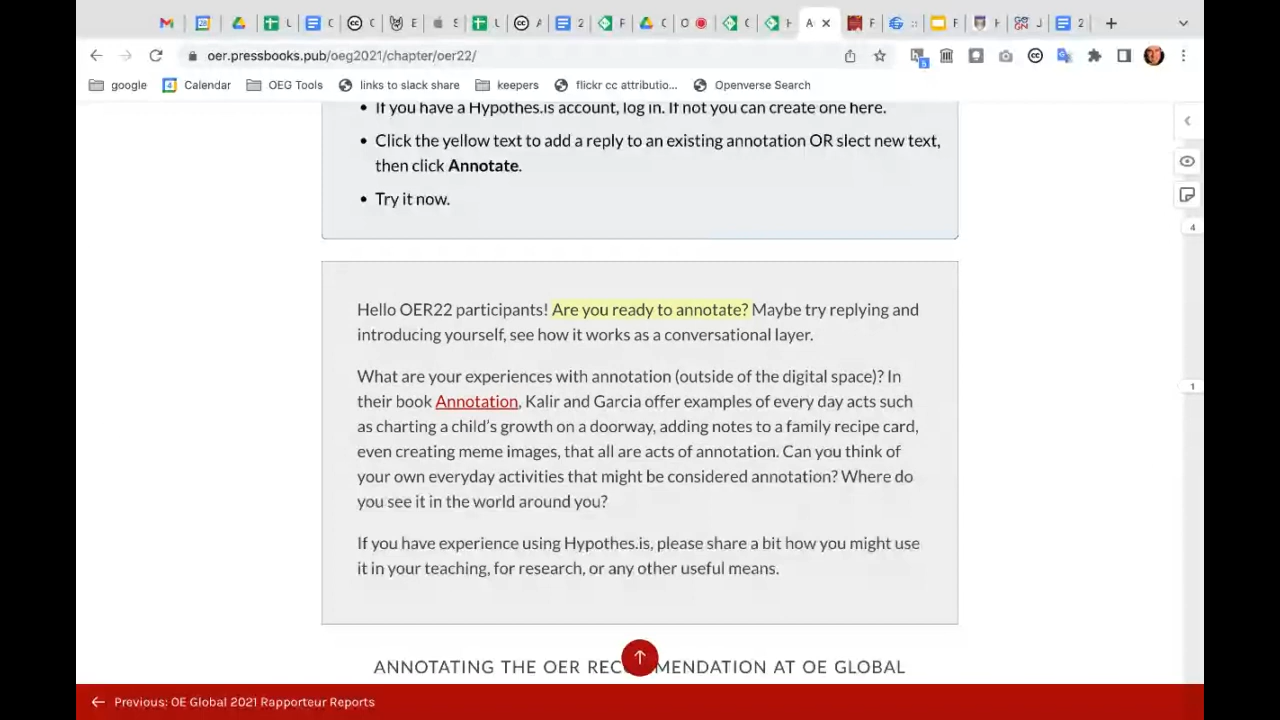 oer.pressbooks.pub/oeg2021/chapter/oer22/
google
Calendar
OEG Tools
links to slack share
keepers
flickr cc attributio...
Openverse Search
If you have a Hypothes.is account, log in. If not you can create one here.
Click the yellow text to add a reply to an existing annotation OR slect new text,
then click Annotate.
Try it now.
4
Hello OER22 participants! Are you ready to annotate? Maybe try replying and
introducing yourself, see how it works as a conversational layer.
What are your experiences with annotation (outside of the digital space)? In
their book Annotation, Kalir and Garcia offer examples of every day acts such
1
as charting a child's growth on a doorway, adding notes to a family recipe card,
even creating meme images, that all are acts of annotation. Can you think of
your own everyday activities that might be considered annotation? Where do
you see it in the world around you?
If you have experience using Hypothes.is, please share a bit how you might use
it in your teaching, for research, or any other useful means.
ANNOTATING THE OER REC MENDATION AT OE GLOBAL
Previous: OE Global 2021 Rapporteur Reports